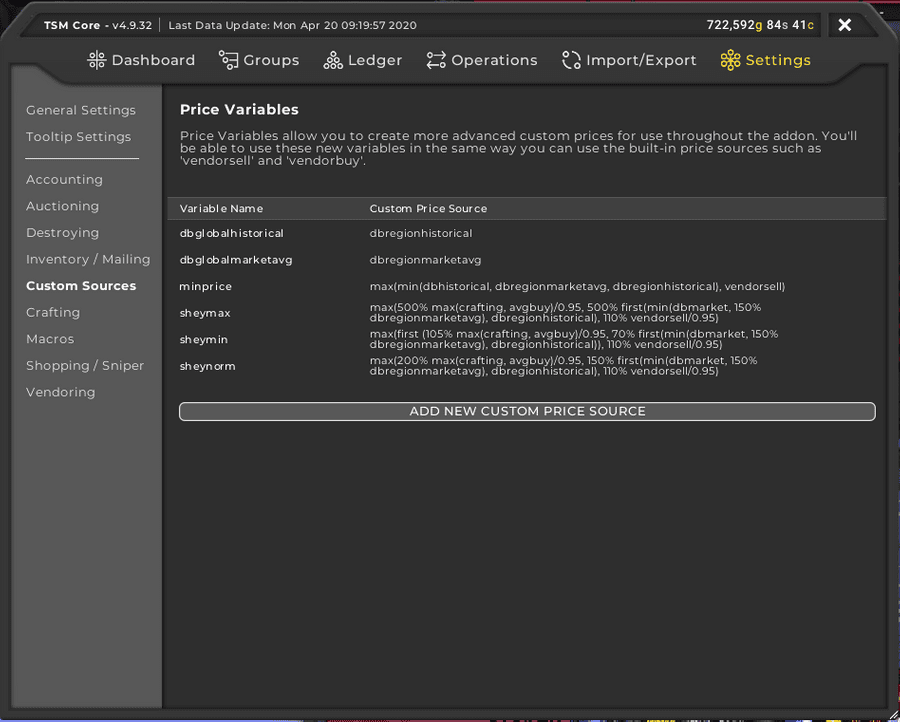 TSM Core - v4.9.32 | Last Data Update: Mon Apr 20 09:19:57 2020
722,592g 84s 41c
Dashboard Groups Ledger Operations Import/Export Settings
General Settings
Tooltip Settings
Accounting
Auctioning
Destroying
Inventory / Mailing
Custom Sources
Crafting
Macros
Shopping / Sniper
Vendoring
Price Variables
Price Variables allow you to create more advanced custom prices for use throughout the addon. You'll
be able to use these new variables in the same way you can use the built-in price sources such as
'vendorsell' and 'vendorbuy'.
Variable Name Custom Price Source
dbglobalhistorical dbregionhistorical
dbglobalmarketavg dbregionmarketavg
minprice max(min(dbhistorical, dbregionmarketavg, dbregionhistorical), vendorsell)
sheymax max(500% max(crafting, avgbuy)/0.95, 500% first(min(dbmarket, 150%
dbregionmarketavg), dbregionhistorical), 110% vendorsell/0.95)
sheymin max(first (105% max(crafting, avgbuy)/0.95, 70% first(min(dbmarket, 150%
dbregionmarketavg), dbregionhistorical)), 110% vendorsell/0.95)
sheynorm max(200% max(crafting, avgbuy)/0.95, 150% first(min(dbmarket, 150%
dbregionmarketavg), dbregionhistorical), 110% vendorsell/0.95)
ADD NEW CUSTOM PRICE SOURCE